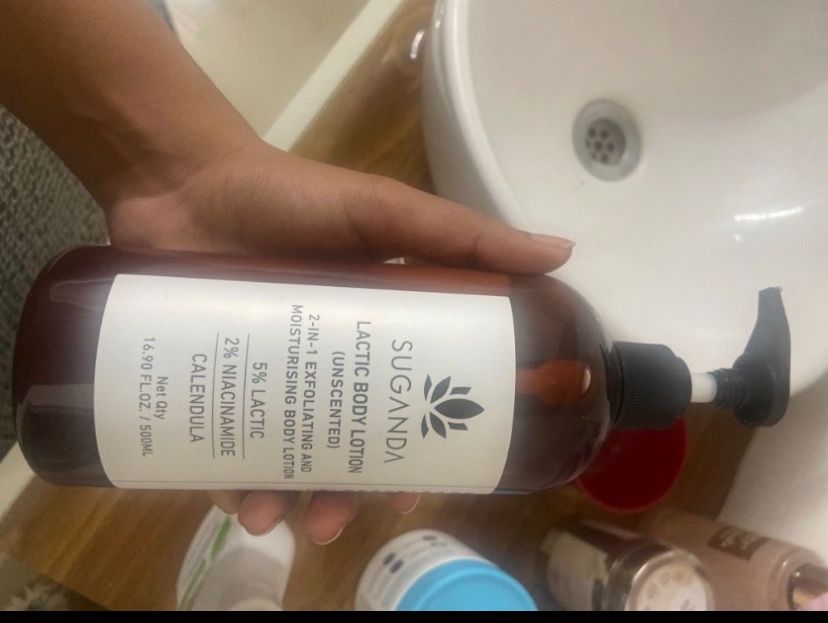 SUGANDA
LACTIC BODY LOTION
(UNSCENTED)
2-IN-1 EXFOLIATING AND
MOISTURISING BODY LOTION
5% LACTIC
2% NIACINAMIDE
CALENDULA
Net Qty
16.90 FL.OZ. / 500ML